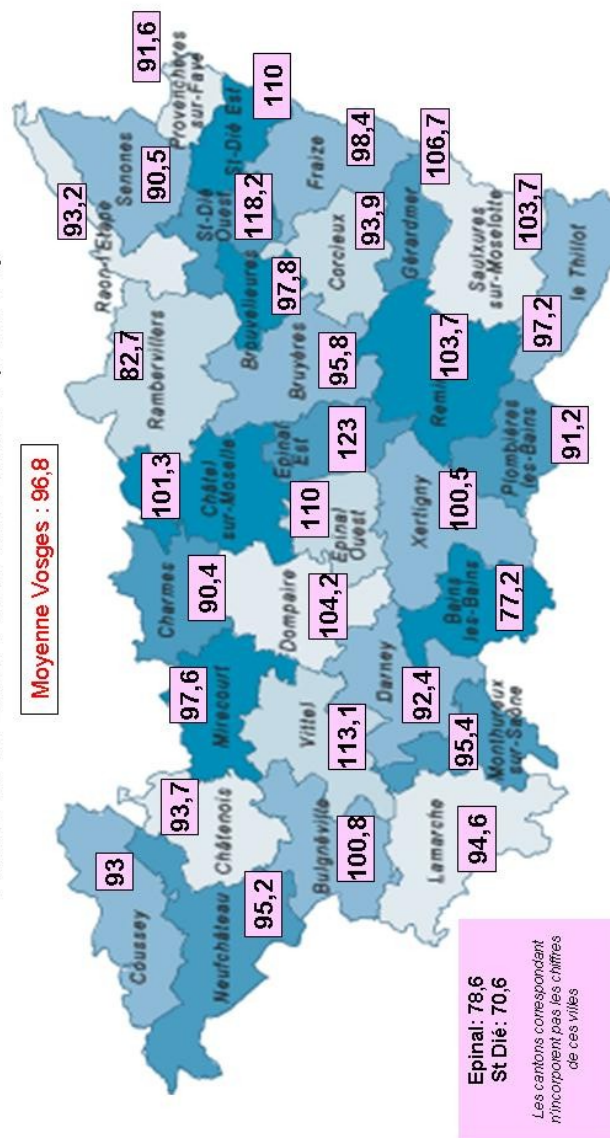 Moyenne Vosges : 96,8
Coussey
93
Neufchâteau
95,2
Châtenois
93,7
Mirecourt
97,6
Charmes
90,4
Châtel
sur-Moselle
101,3
Rambervillers
82,7
Raon-l'Etape
93,2
Senones
90,5
Provenchères
sur-Fave
91,6
St-Dié Est
110
St-Dié
Ouest
118,2
Brouvelieures
97,8
Bruyères
95,8
Corcieux
93,9
Fraize
98,4
Gérardmer
106,7
Saulxures
sur-Moselotte
103,7
le Thillot
97,2
103,7
Plombières
les-Bains
91,2
Xertigny
100,5
Epinal
Est
123
Epinal
Ouest
110
Dompaire
104,2
Vittel
113,1
Bulgnéville
100,8
Lamarche
94,6
Darney
92,4
Monthureux
sur-Saône
95,4
Bains
les-Bains
77,2
Epinal: 78,6
St Dié: 70,6
Les cantons correspondant
n'incorporent pas les chiffres
de ces villes